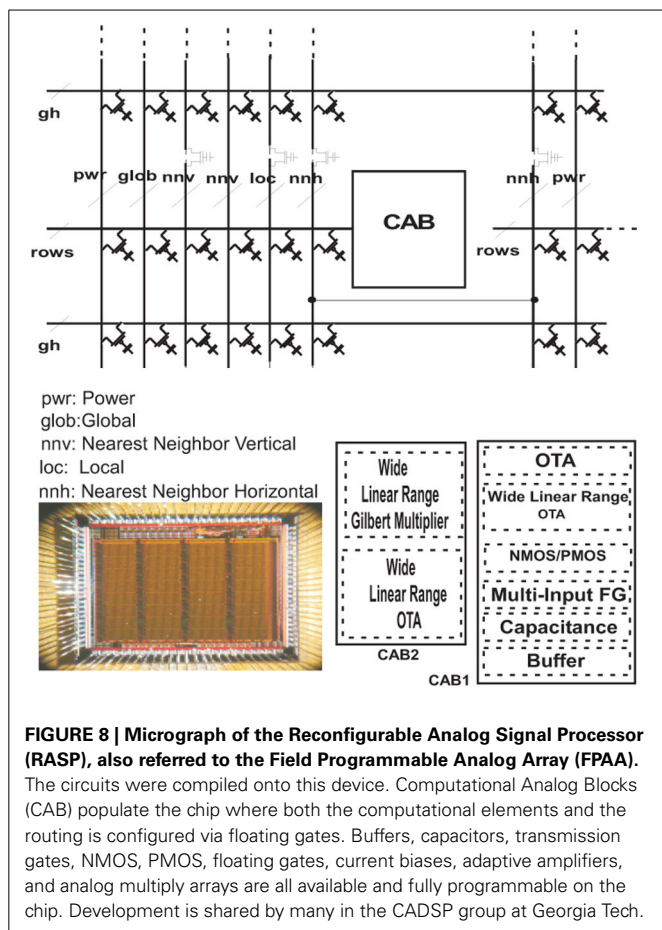 gh
pwr glob nnv nnv loc nnh nnh pwr
CAB
rows rows
gh
pwr: Power
glob:Global
nnv: Nearest Neighbor Vertical
loc: Local
nnh: Nearest Neighbor Horizontal
Wide
Linear Range
Gilbert Multiplier
Wide
Linear Range
OTA
CAB2
OTA
Wide Linear Range
OTA
NMOS/PMOS
Multi-Input FG
Capacitance
Buffer
CAB1
FIGURE 8 | Micrograph of the Reconfigurable Analog Signal Processor
(RASP), also referred to the Field Programmable Analog Array (FPAA).
The circuits were compiled onto this device. Computational Analog Blocks
(CAB) populate the chip where both the computational elements and the
routing is configured via floating gates. Buffers, capacitors, transmission
gates, NMOS, PMOS, floating gates, current biases, adaptive amplifiers,
and analog multiply arrays are all available and fully programmable on the
chip. Development is shared by many in the CADSP group at Georgia Tech.